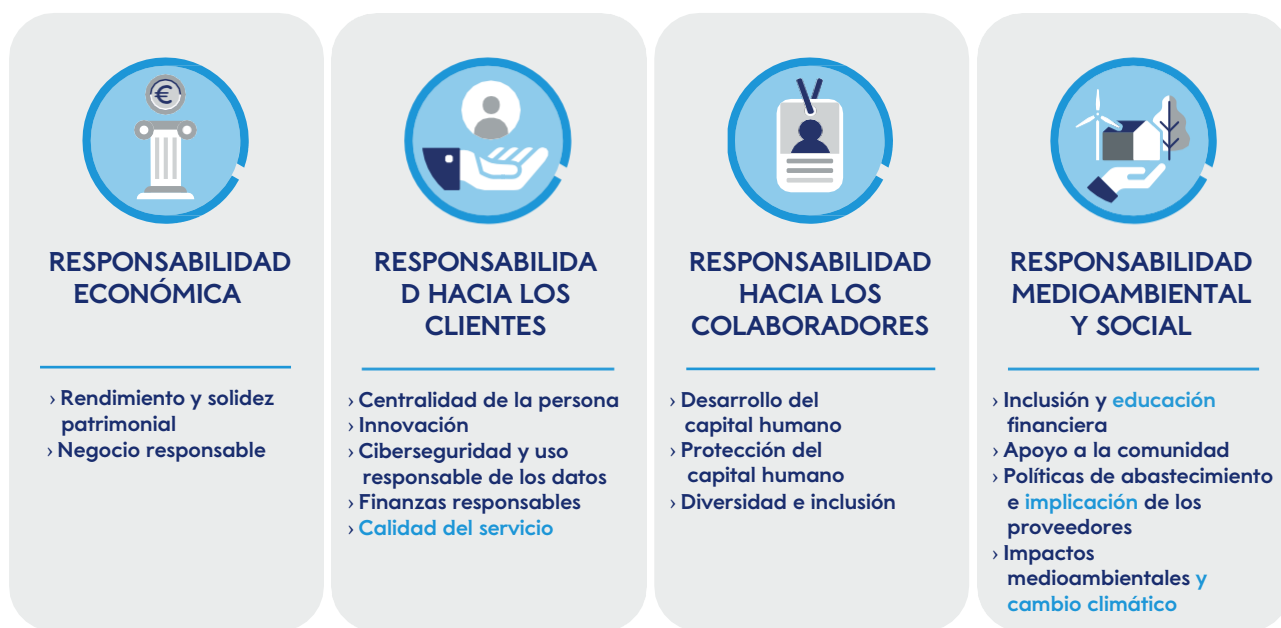 €
RESPONSABILIDAD
ECONÓMICA
› Rendimiento y solidez
patrimonial
› Negocio responsable
RESPONSABILIDA
D HACIA LOS
CLIENTES
› Centralidad de la persona
› Innovación
› Ciberseguridad y uso
responsable de los datos
› Finanzas responsables
› Calidad del servicio
RESPONSABILIDAD
HACIA LOS
COLABORADORES
› Desarrollo del
capital humano
› Protección del
capital humano
› Diversidad e inclusión
RESPONSABILIDAD
MEDIOAMBIENTAL
Y SOCIAL
› Inclusión y educación
financiera
› Apoyo a la comunidad
› Políticas de abastecimiento
e implicación de los
proveedores
› Impactos
medioambientales y
cambio climático